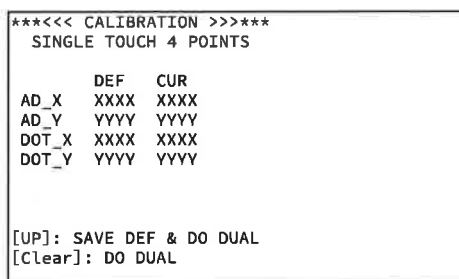 ***<<< CALIBRATION >>>***
SINGLE TOUCH 4 POINTS
DEF CUR
AD_X XXXX XXXX
AD_Y YYYY YYYY
DOT_X XXXX XXXX
DOT_Y YYYY YYYY
[UP]: SAVE DEF & DO DUAL
[Clear]: DO DUAL